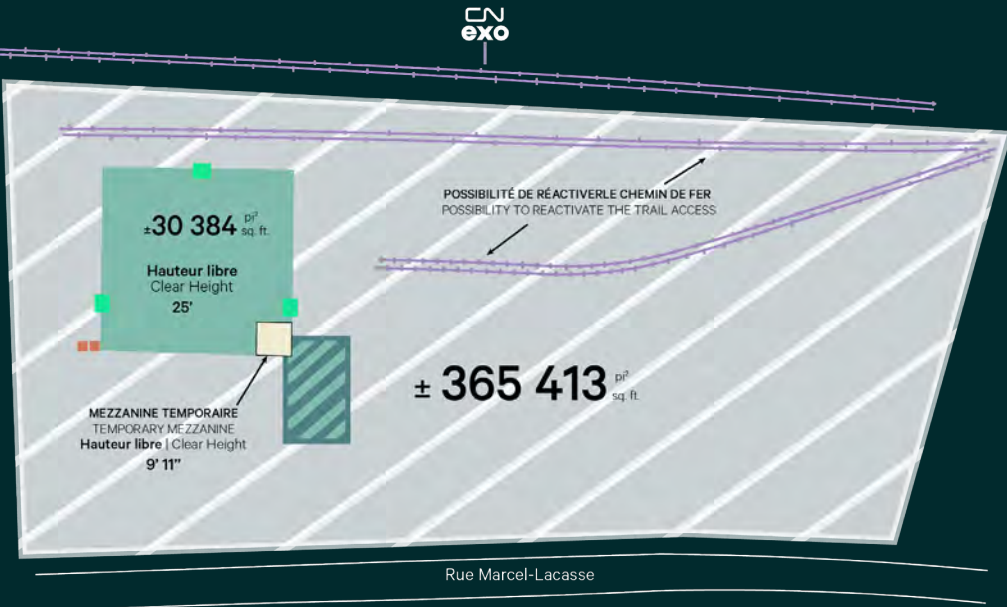 CN
exo
POSSIBILITÉ DE RÉACTIVERLE CHEMIN DE FER
POSSIBILITY TO REACTIVATE THE TRAIL ACCESS
±30 384 pi² sq. ft.
Hauteur libre
Clear Height
25'
± 365 413 pi² sq. ft.
MEZZANINE TEMPORAIRE
TEMPORARY MEZZANINE
Hauteur libre | Clear Height
9' 11"
Rue Marcel-Lacasse